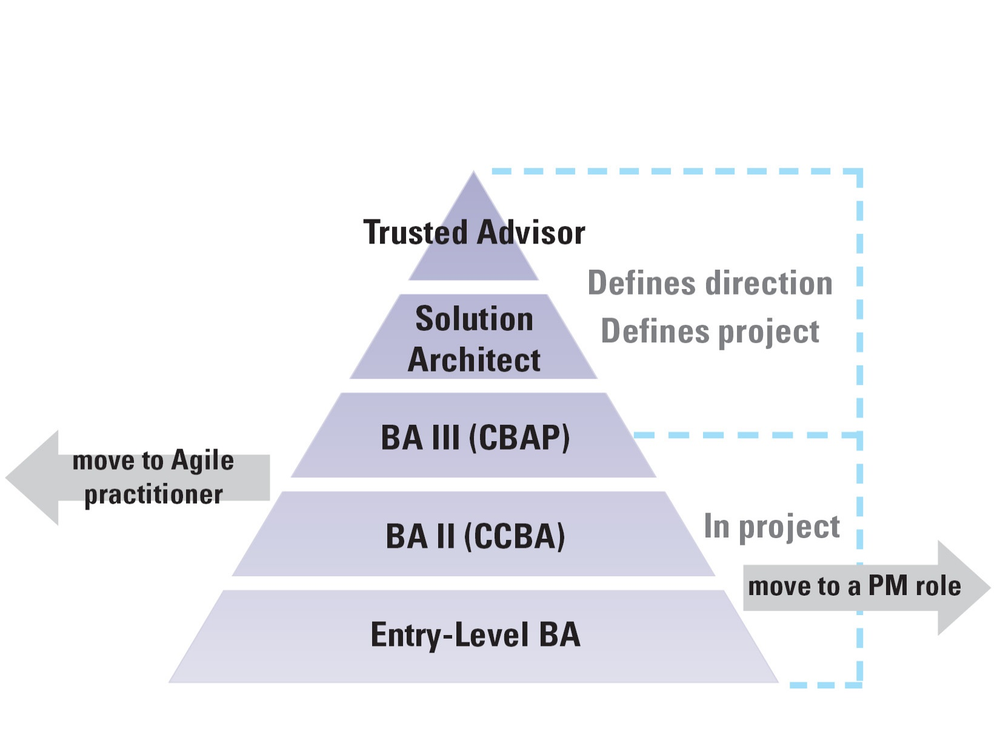 Trusted Advisor
Defines direction
Defines project
Solution
Architect
BA III (CBAP)
move to Agile
practitioner
BA II (CCBA)
In project
move to a PM role
Entry-Level BA